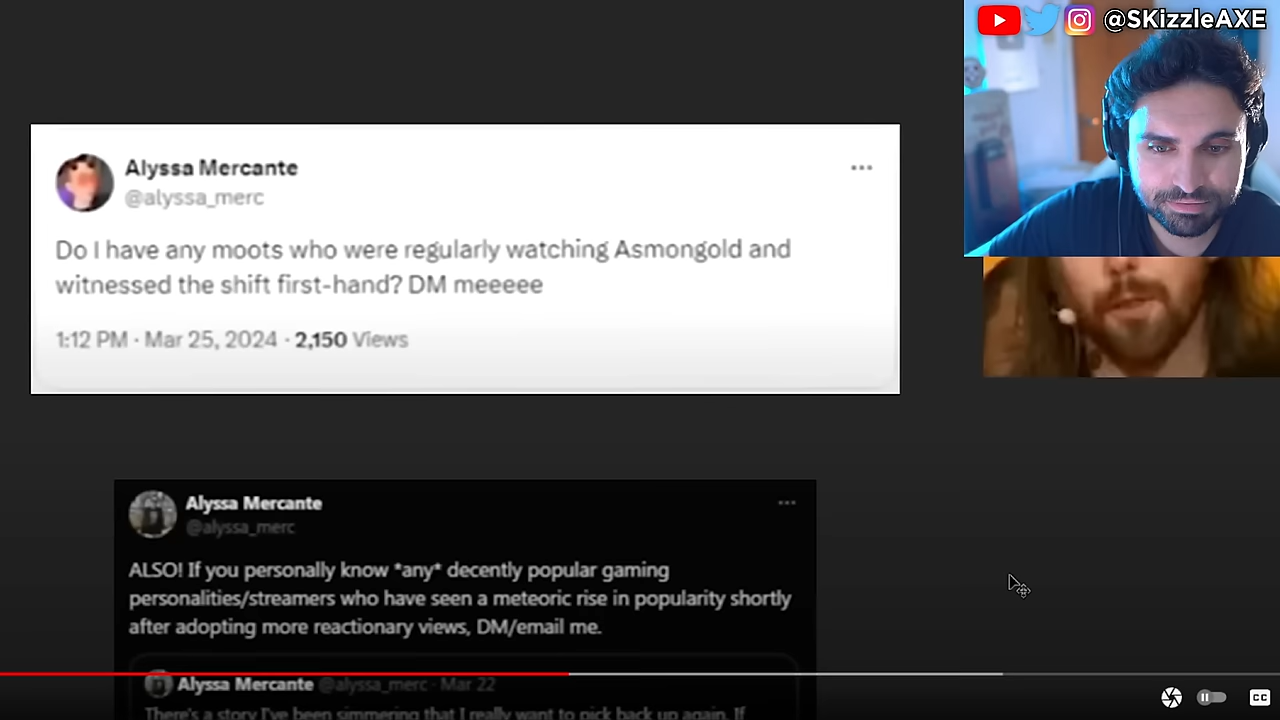 @SKizzleAXE
Alyssa Mercante
@alyssa_merc
Do I have any moots who were regularly watching Asmongold and
witnessed the shift first-hand? DM meeeee
1:12 PM · Mar 25, 2024 · 2,150 Views
Alyssa Mercante
@alyssa_merc
ALSO! If you personally know *any* decently popular gaming
personalities/streamers who have seen a meteoric rise in popularity shortly
after adopting more reactionary views, DM/email me.
Alyssa Mercante @alyssa_merc · Mar 22
There's a story I've been simmering that I really want to pick back up again. If
CC